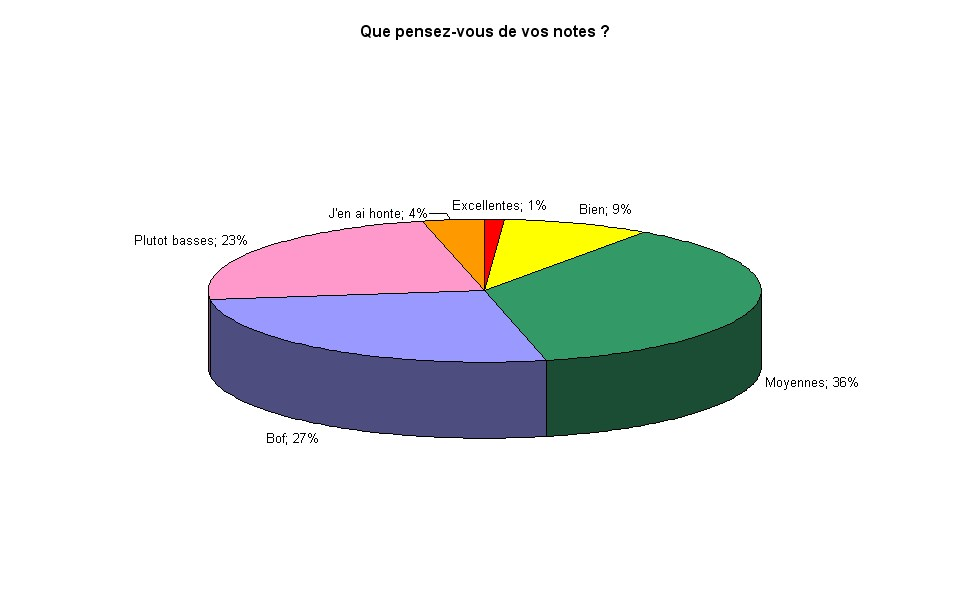 Que pensez-vous de vos notes ?
Excellentes; 1%
Bien; 9%
J'en ai honte; 4%
Plutot basses; 23%
Moyennes; 36%
Bof; 27%